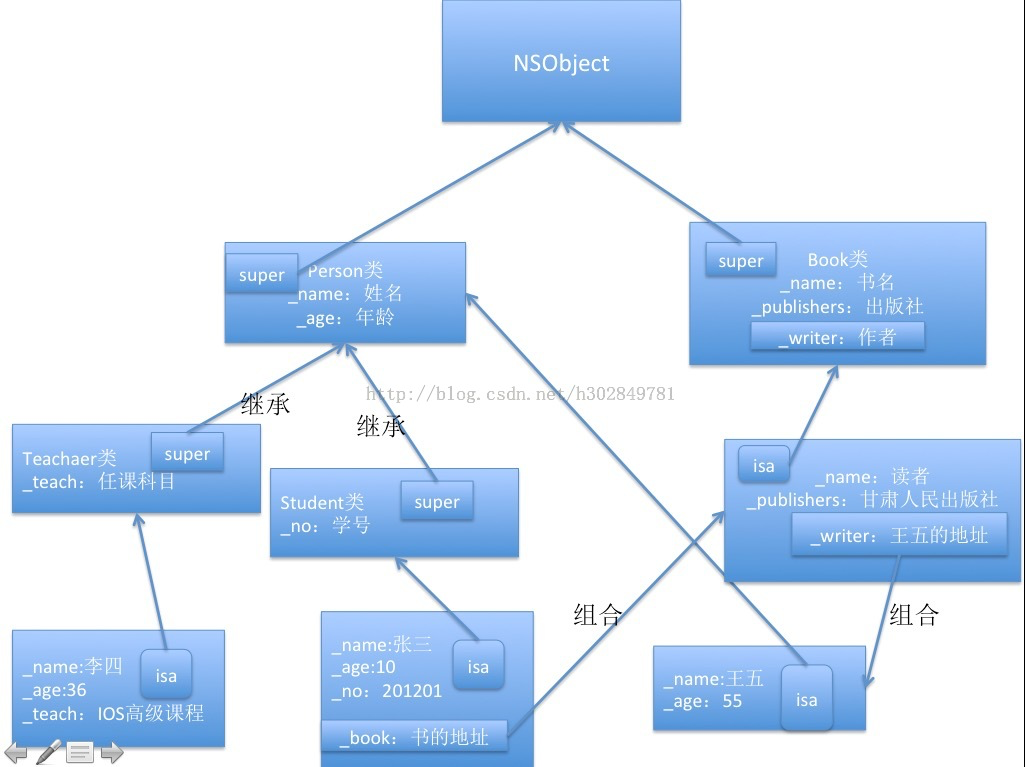 NSObject
super
Person类
_name：姓名
_age：年龄
super
Book类
_name：书名
_publishers：出版社
_writer：作者
http://blog.csdn.net/h302849781
继承
继承
Teachaer类
_teach：任课科目
super
Student类
_no：学号
super
isa
_name：读者
_publishers：甘肃人民出版社
_writer：王五的地址
组合
组合
_name:李四
_age:36
_teach：IOS高级课程
isa
_name:张三
_age:10
_no：201201
isa
_book：书的地址
_name:王五
_age：55
isa